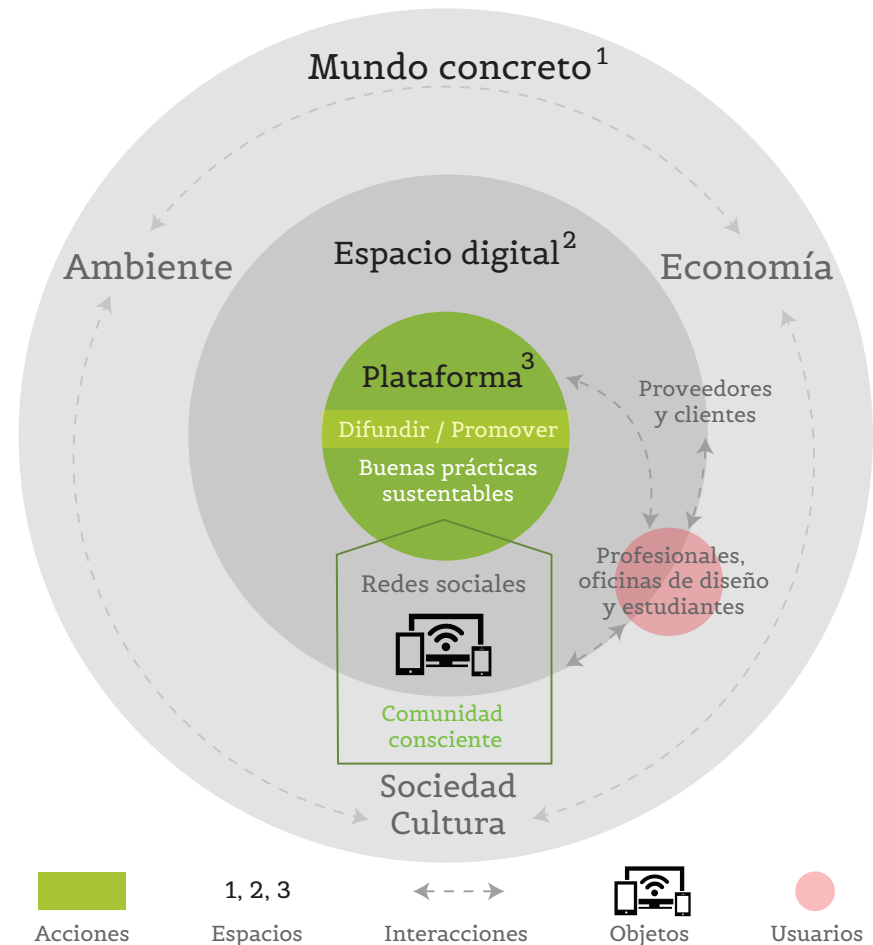 Mundo concreto¹
Ambiente
Espacio digital²
Economía
Plataforma³
Difundir / Promover
Buenas prácticas
sustentables
Proveedores
y clientes
Profesionales,
oficinas de diseño
y estudiantes
Redes sociales
Comunidad
consciente
Sociedad
Cultura
1, 2, 3
Acciones
Espacios
Interacciones
Objetos
Usuarios